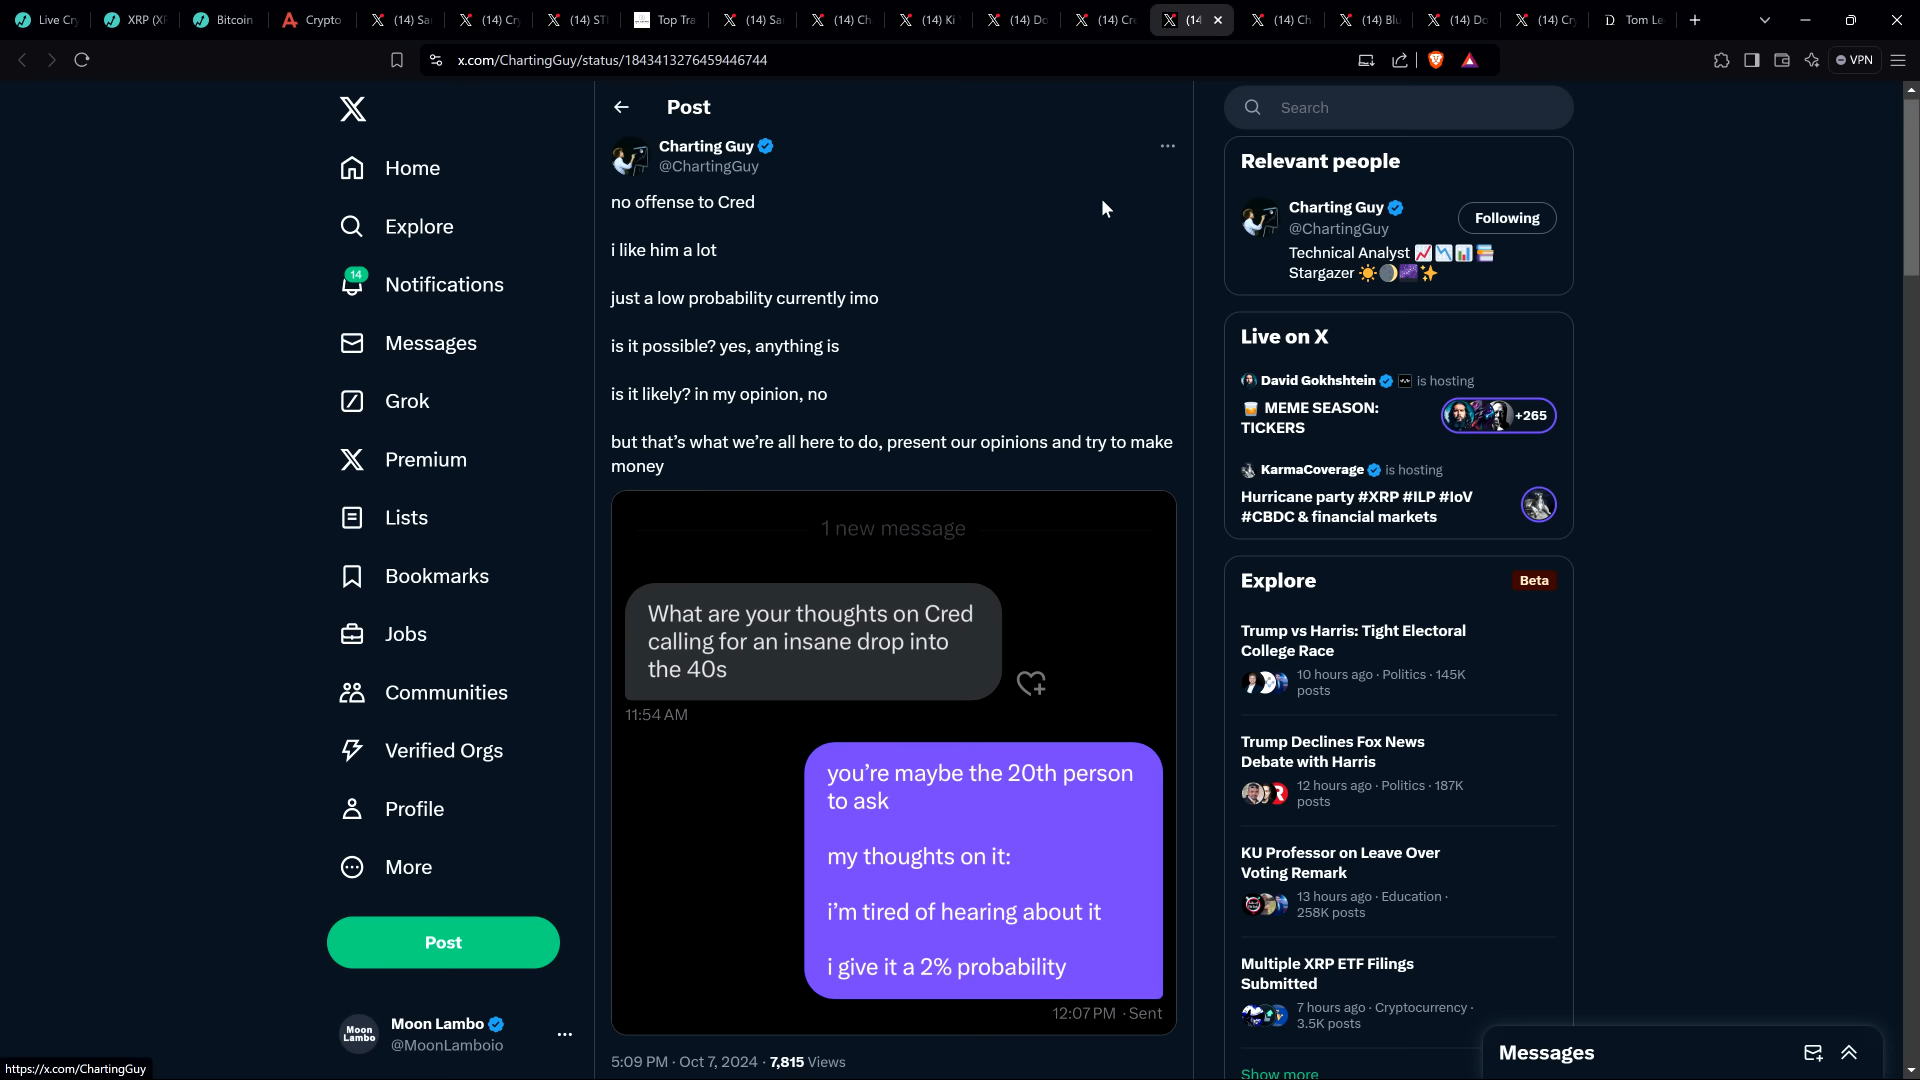 Live Cry
XRP (XR
Bitcoin
Crypto
(14) Sa
(14) Cry
(14) STI
Top Tra
(14) Sa
(14) Ch
(14) Ki
(14) Do
(14) Cre
(14
(14) Ch
(14) Blu
(14) Do
(14) Cry
Tom Le
x.com/ChartingGuy/status/1843413276459446744
VPN
Home
Explore
14
Notifications
Messages
Grok
Premium
Lists
Bookmarks
Jobs
Communities
Verified Orgs
Profile
More
Post
Moon Lambo
Moon Lambo
@MoonLamboio
https://x.com/ChartingGuy
Post
Charting Guy
@ChartingGuy
no offense to Cred
i like him a lot
just a low probability currently imo
is it possible? yes, anything is
is it likely? in my opinion, no
but that’s what we’re all here to do, present our opinions and try to make
money
1 new message
What are your thoughts on Cred
calling for an insane drop into
the 40s
11:54 AM
you’re maybe the 20th person
to ask
my thoughts on it:
i’m tired of hearing about it
i give it a 2% probability
12:07 PM · Sent
5:09 PM · Oct 7, 2024 · 7,815 Views
Search
Relevant people
Charting Guy
@ChartingGuy
Following
Technical Analyst
Stargazer
Live on X
David Gokhshtein is hosting
MEME SEASON:
TICKERS
+265
KarmaCoverage is hosting
Hurricane party #XRP #ILP #IoV
#CBDC & financial markets
Explore
Beta
Trump vs Harris: Tight Electoral
College Race
10 hours ago · Politics · 145K
posts
Trump Declines Fox News
Debate with Harris
12 hours ago · Politics · 187K
posts
KU Professor on Leave Over
Voting Remark
13 hours ago · Education ·
258K posts
Multiple XRP ETF Filings
Submitted
7 hours ago · Cryptocurrency ·
3.5K posts
Show more
Messages